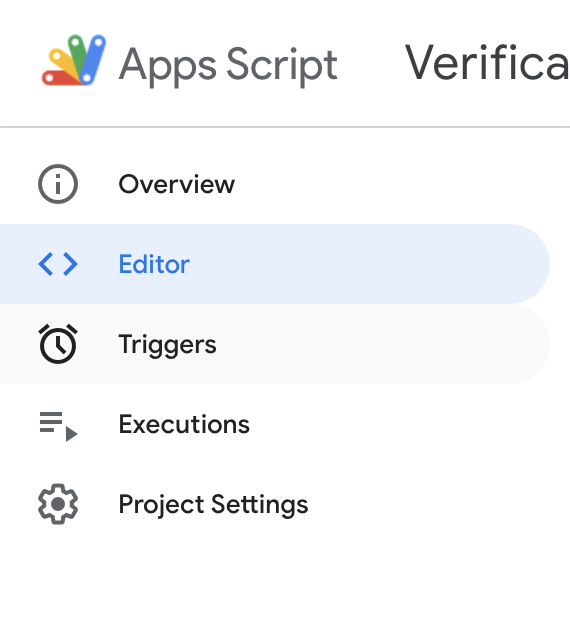 Apps Script Verifica
Overview
Editor
Triggers
Executions
Project Settings